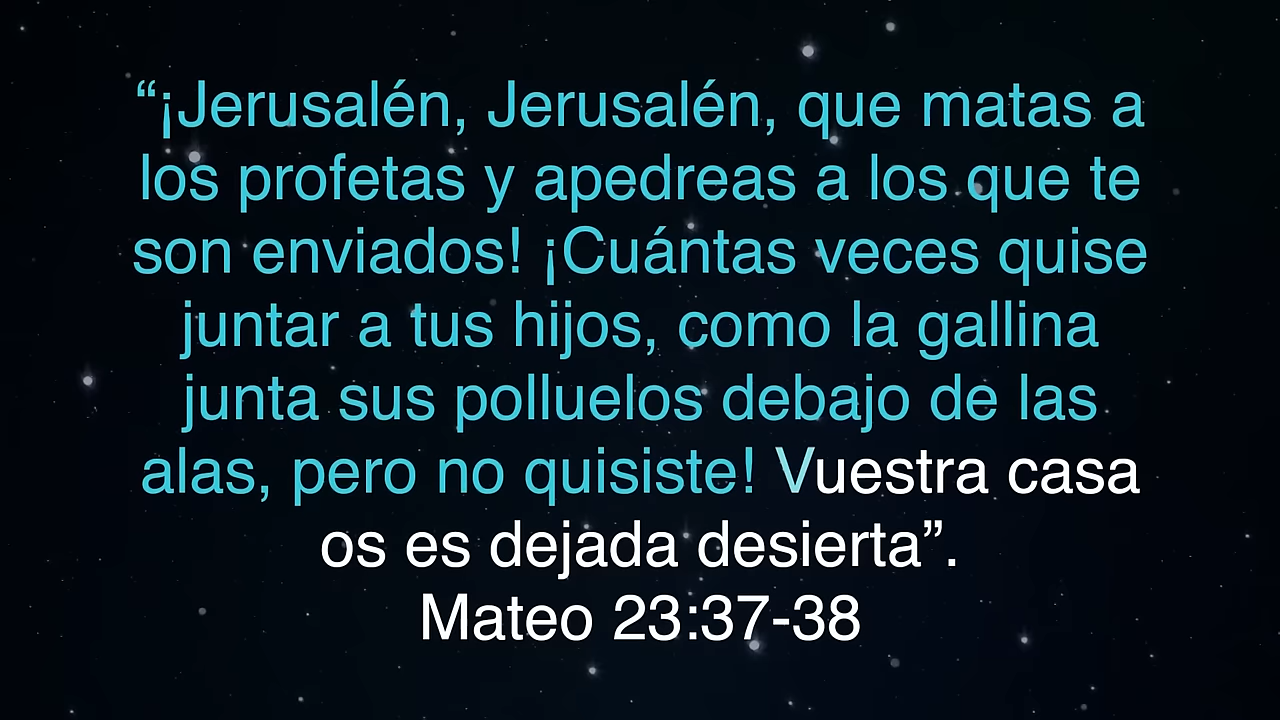 “¡Jerusalén, Jerusalén, que matas a
los profetas y apedreas a los que te
son enviados! ¡Cuántas veces quise
juntar a tus hijos, como la gallina
junta sus polluelos debajo de las
alas, pero no quisiste! Vuestra casa
os es dejada desierta”.
Mateo 23:37-38